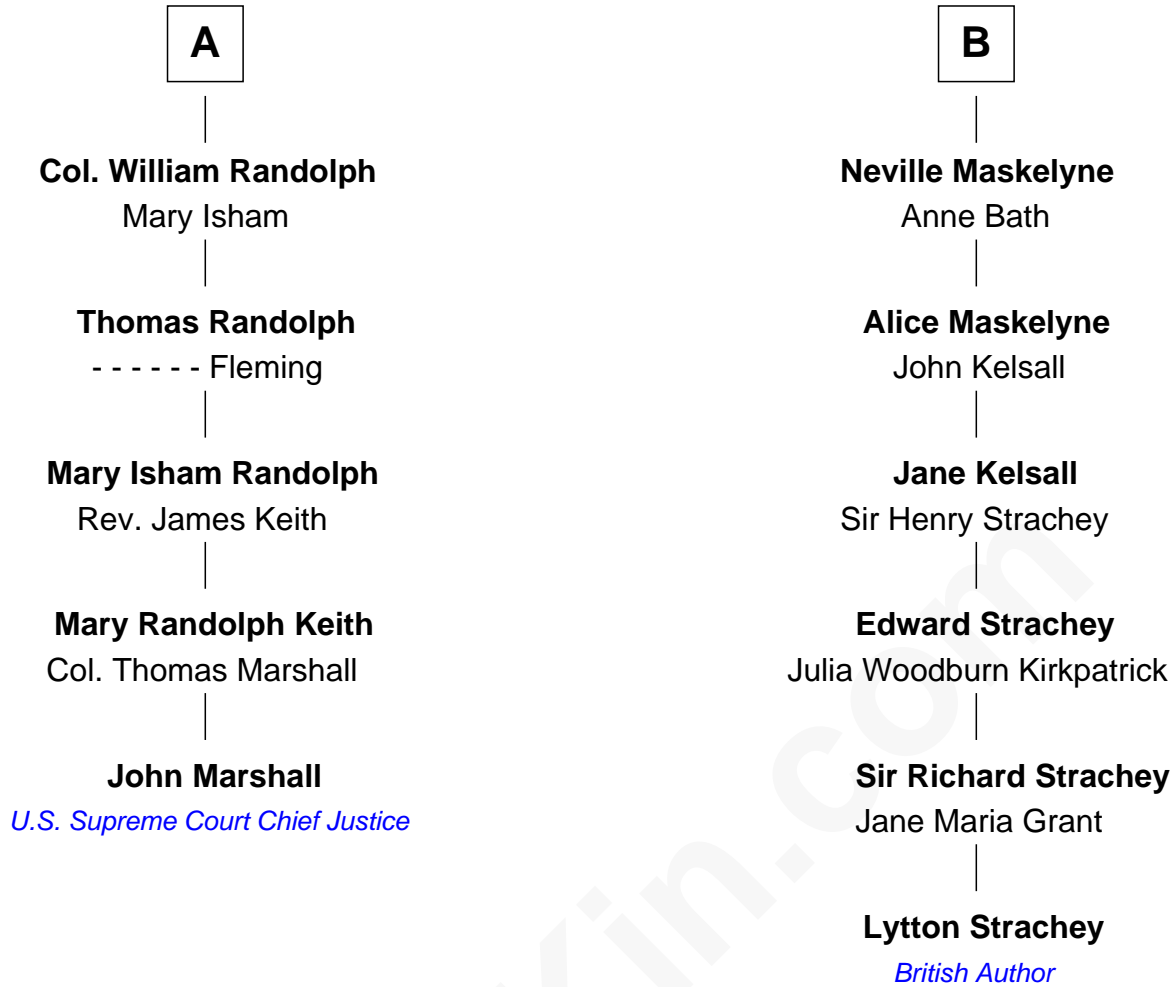 A
Col. William Randolph
Mary Isham
Thomas Randolph
- - - - - - Fleming
Mary Isham Randolph
Rev. James Keith
Mary Randolph Keith
Col. Thomas Marshall
John Marshall
U.S. Supreme Court Chief Justice
B
Neville Maskelyne
Anne Bath
Alice Maskelyne
John Kelsall
Jane Kelsall
Sir Henry Strachey
Edward Strachey
Julia Woodburn Kirkpatrick
Sir Richard Strachey
Jane Maria Grant
Lytton Strachey
British Author
Kin.com